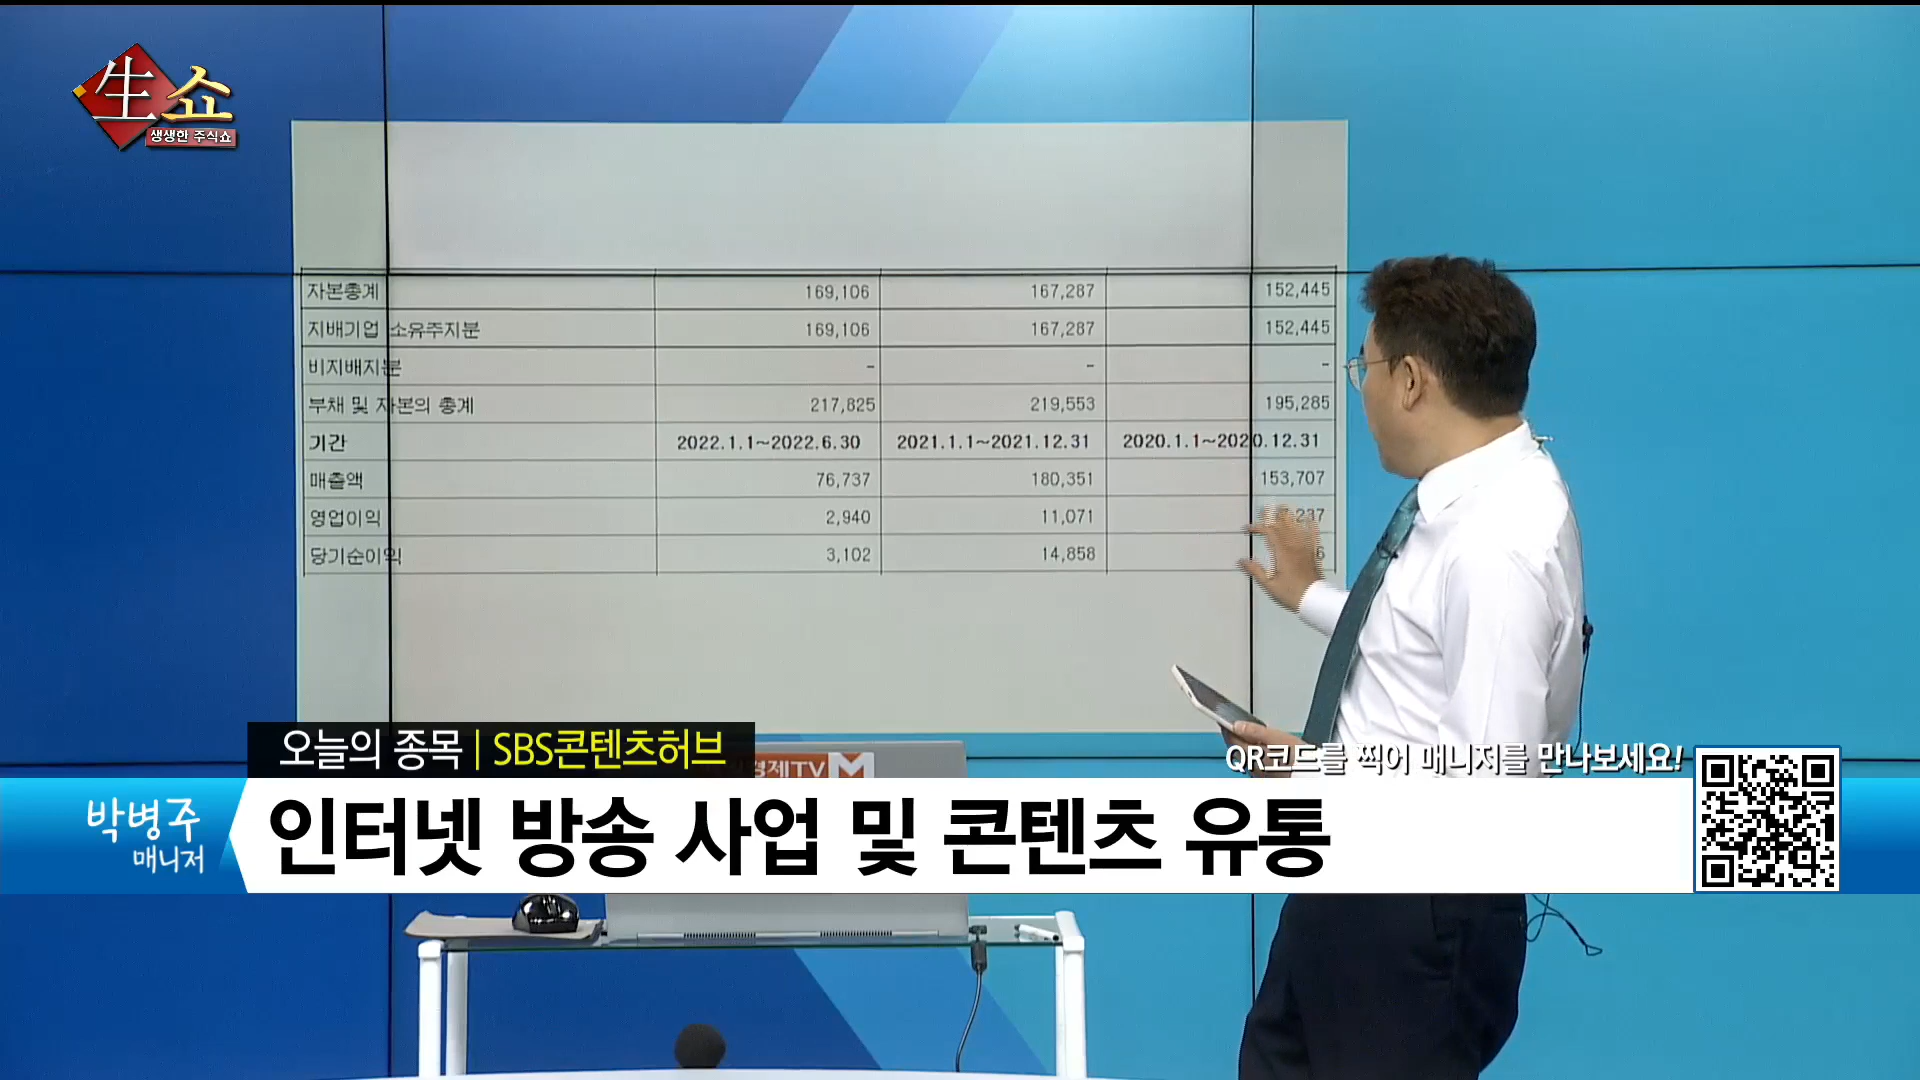 生쇼
생생한 주식쇼
자본총계 169,106 167,287 152,445
지배기업 소유주지분 169,106 167,287 152,445
비지배지분 - - -
부채 및 자본의 총계 217,825 219,553 195,285
기간 2022.1.1~2022.6.30 2021.1.1~2021.12.31 2020.1.1~2020.12.31
매출액 76,737 180,351 153,707
영업이익 2,940 11,071
당기순이익 3,102 14,858
오늘의 종목 | SBS콘텐츠허브
경제TV
QR코드를 찍어 매니저를 만나보세요!
박병주
매니저
인터넷 방송 사업 및 콘텐츠 유통